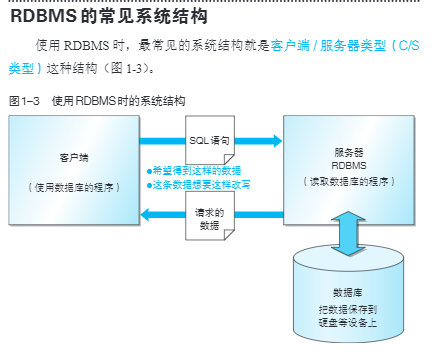 RDBMS的常见系统结构
使用 RDBMS 时，最常见的系统结构就是客户端 / 服务器类型（C/S
类型）这种结构（图 1-3）。
图1-3 使用RDBMS时的系统结构
客户端
（使用数据库的程序）
SQL 语句
●希望得到这样的数据
●这条数据想要这样改写
请求的
数据
服务器
RDBMS
（读取数据库的程序）
数据库
把数据保存到
硬盘等设备上